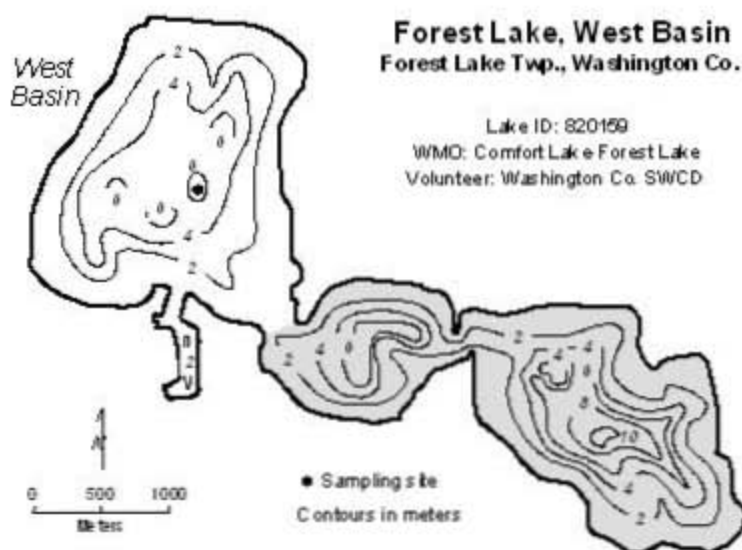 Forest Lake, West Basin
Forest Lake Twp., Washington Co.
West
Basin
Lake ID: 820159
WMO: Comfort Lake Forest Lake
Volunteer: Washington Co. SWCD
2
4
6
6
6
6
4
2
2
2
4
6
2
4
4
6
8
10
4
2
N
Sampling site
Contours in meters
0 500 1000
Meters